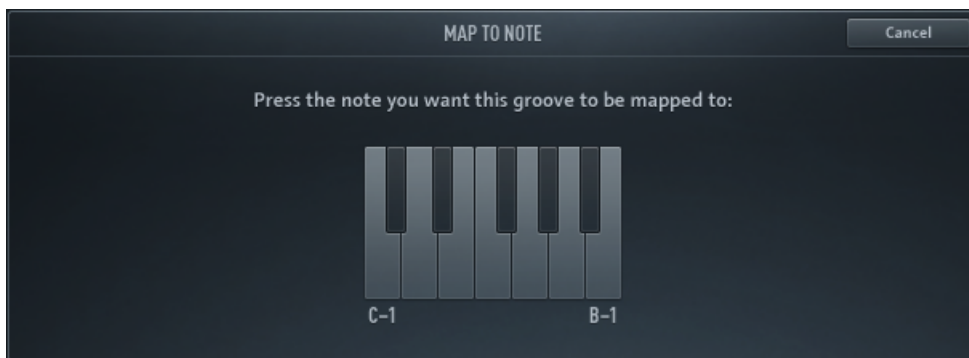 MAP TO NOTE
Cancel
Press the note you want this groove to be mapped to:
C-1
B-1